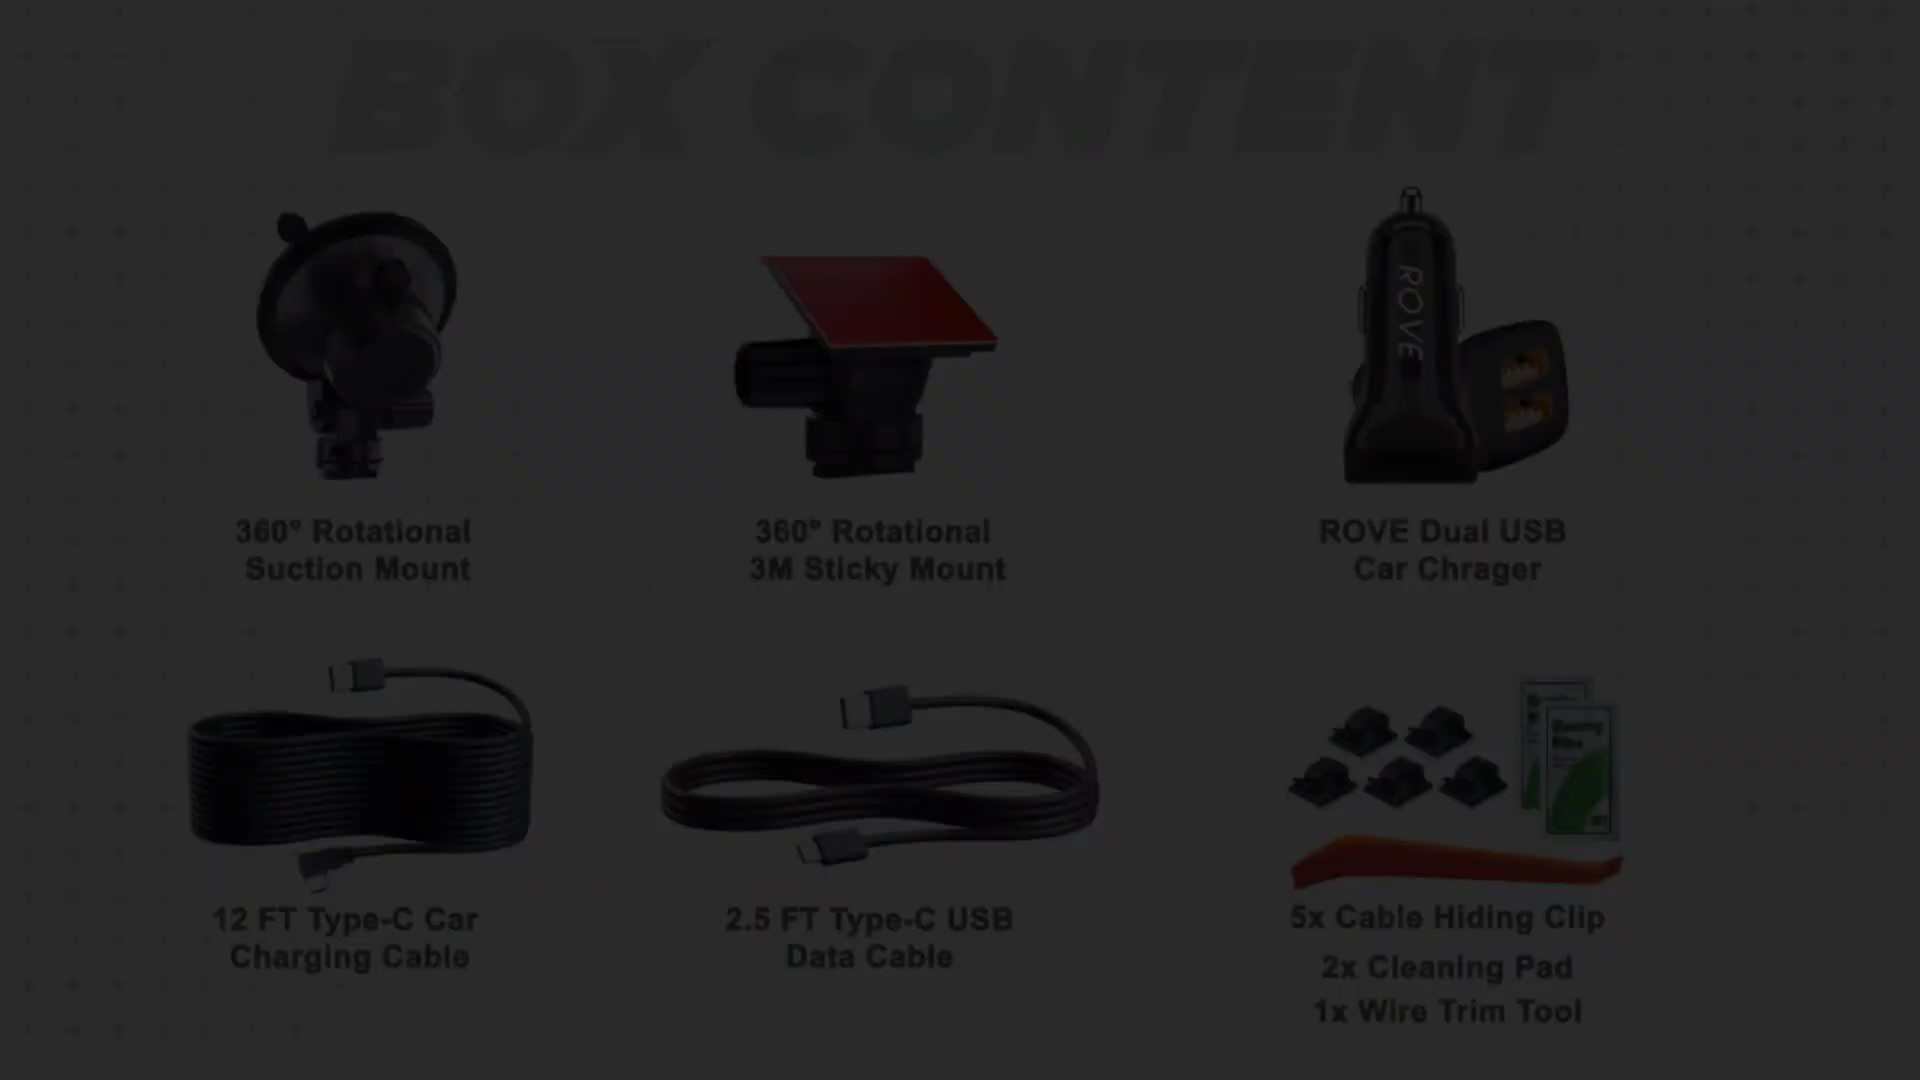 BOX CONTENT
ROVE
360° Rotational
Suction Mount
360° Rotational
3M Sticky Mount
ROVE Dual USB
Car Chrager
12 FT Type-C Car
Charging Cable
2.5 FT Type-C USB
Data Cable
5x Cable Hiding Clip
2x Cleaning Pad
1x Wire Trim Tool